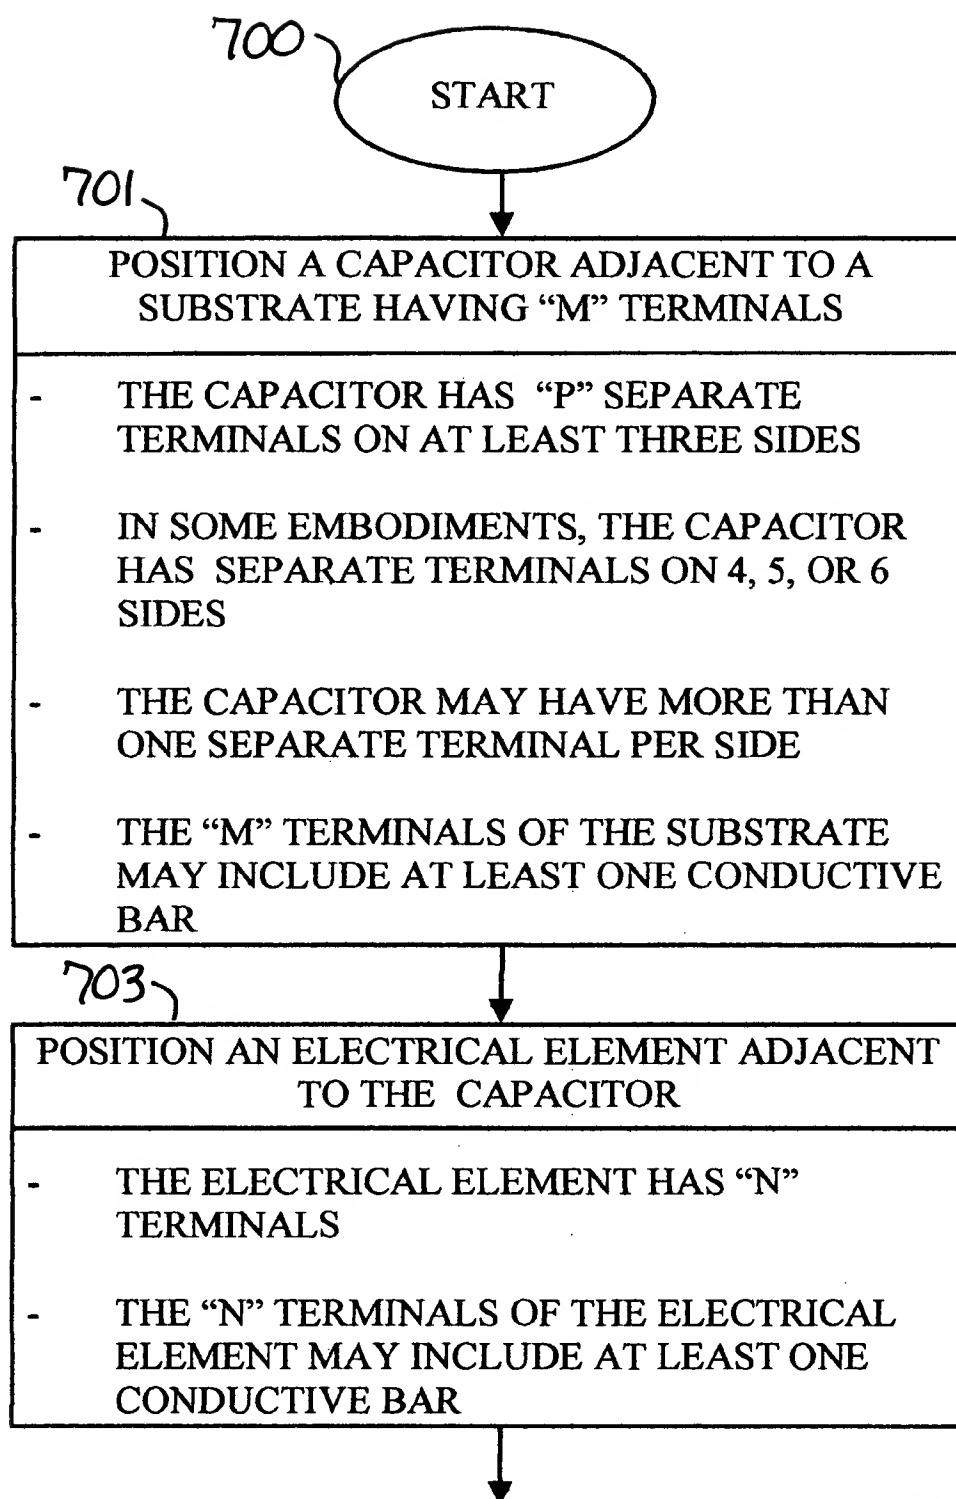 700
START
701
POSITION A CAPACITOR ADJACENT TO A
SUBSTRATE HAVING “M” TERMINALS
- THE CAPACITOR HAS “P” SEPARATE
TERMINALS ON AT LEAST THREE SIDES
- IN SOME EMBODIMENTS, THE CAPACITOR
HAS SEPARATE TERMINALS ON 4, 5, OR 6
SIDES
- THE CAPACITOR MAY HAVE MORE THAN
ONE SEPARATE TERMINAL PER SIDE
- THE “M” TERMINALS OF THE SUBSTRATE
MAY INCLUDE AT LEAST ONE CONDUCTIVE
BAR
703
POSITION AN ELECTRICAL ELEMENT ADJACENT
TO THE CAPACITOR
- THE ELECTRICAL ELEMENT HAS “N”
TERMINALS
- THE “N” TERMINALS OF THE ELECTRICAL
ELEMENT MAY INCLUDE AT LEAST ONE
CONDUCTIVE BAR